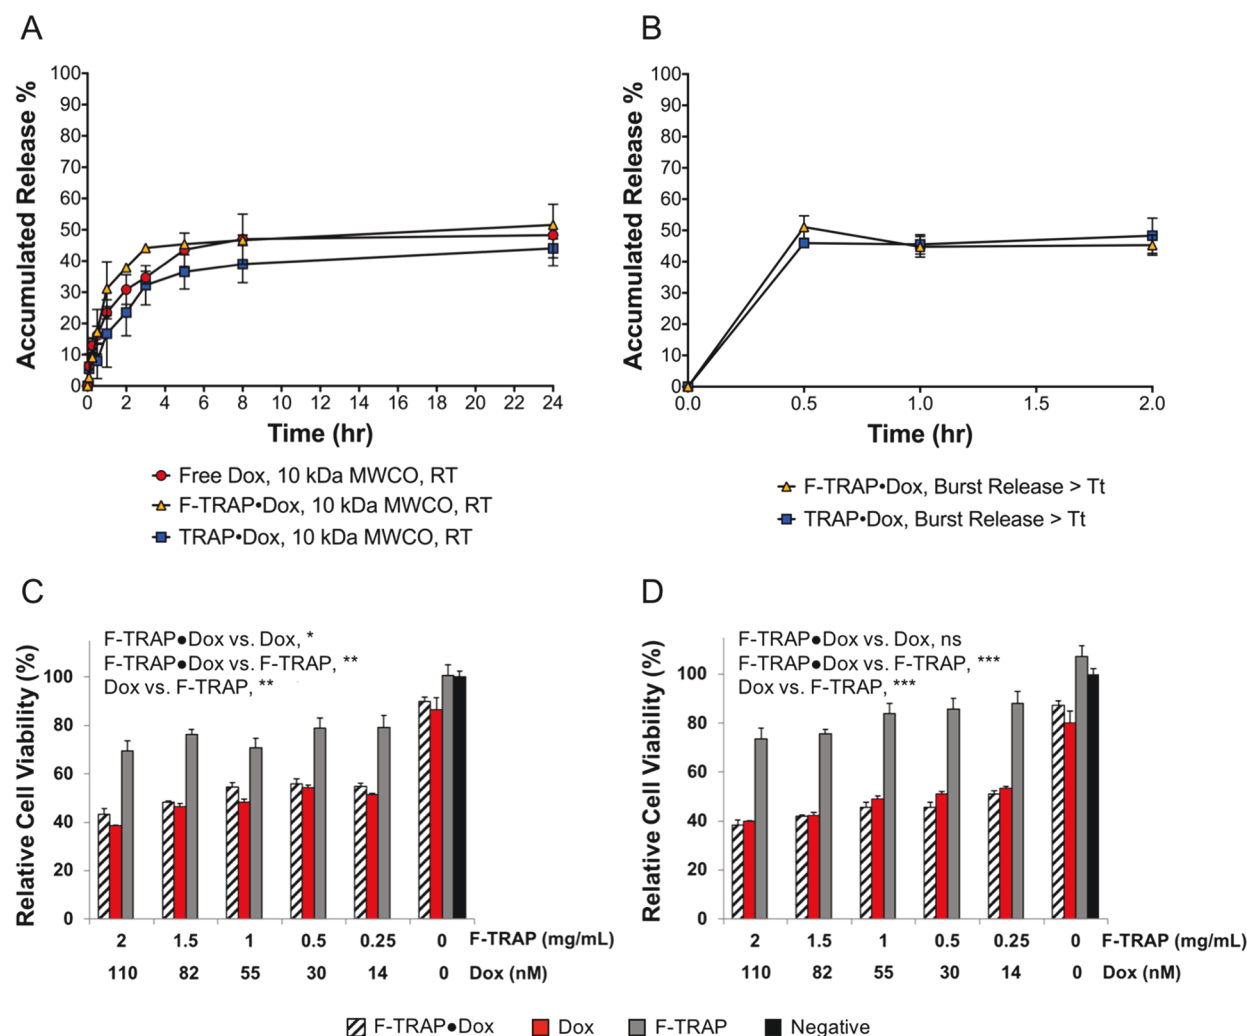 A
Accumulated Release %
100
90
80
70
60
50
40
30
20
10
0
0 2 4 6 8 10 12 14 16 18 20 22 24
Time (hr)
Free Dox, 10 kDa MWCO, RT
F-TRAP•Dox, 10 kDa MWCO, RT
TRAP•Dox, 10 kDa MWCO, RT
B
Accumulated Release %
100
90
80
70
60
50
40
30
20
10
0
0.0 0.5 1.0 1.5 2.0
Time (hr)
F-TRAP•Dox, Burst Release > Tt
TRAP•Dox, Burst Release > Tt
C
F-TRAP●Dox vs. Dox, *
F-TRAP●Dox vs. F-TRAP, **
Dox vs. F-TRAP, **
Relative Cell Viability (%)
100
80
60
40
20
0
2 1.5 1 0.5 0.25 0 F-TRAP (mg/mL)
110 82 55 30 14 0 Dox (nM)
D
F-TRAP●Dox vs. Dox, ns
F-TRAP●Dox vs. F-TRAP, ***
Dox vs. F-TRAP, ***
Relative Cell Viability (%)
100
80
60
40
20
0
2 1.5 1 0.5 0.25 0 F-TRAP (mg/mL)
110 82 55 30 14 0 Dox (nM)
F-TRAP●Dox Dox F-TRAP Negative